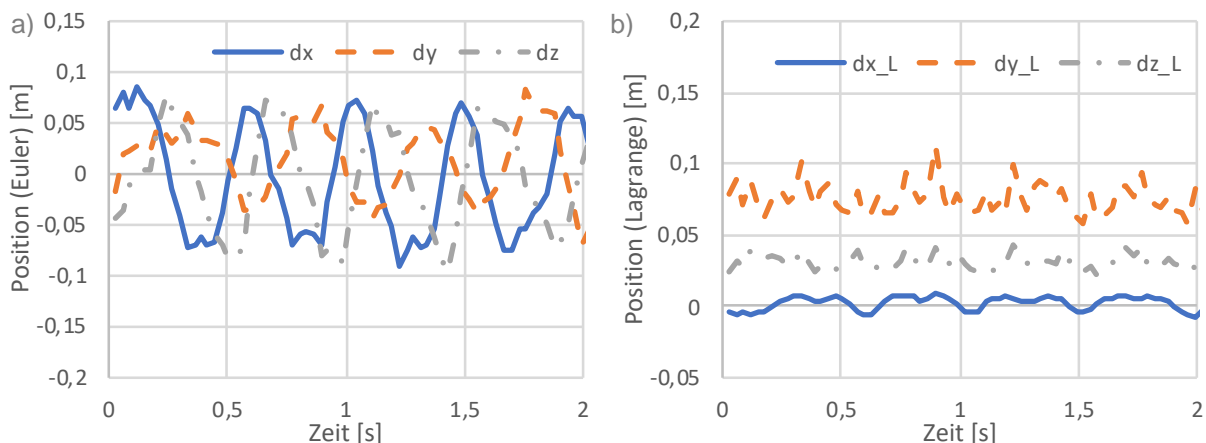 a)
0,15
0,1
0,05
0
-0,05
-0,1
-0,15
-0,2
dx dy dz
Position (Euler) [m]
0 0,5 1 1,5 2
Zeit [s]
b)
0,2
0,15
0,1
0,05
0
-0,05
dx_L dy_L dz_L
Position (Lagrange) [m]
0 0,5 1 1,5 2
Zeit [s]